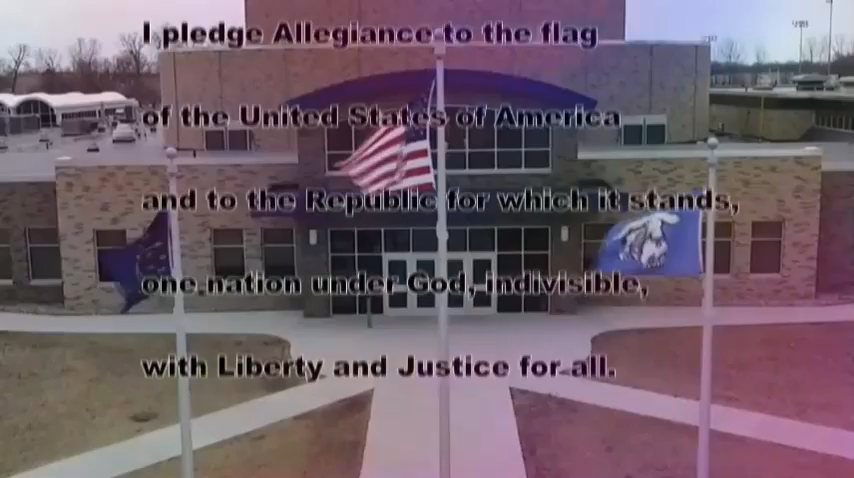 I pledge Allegiance to the flag
of the United States of America
and to the Republic for which it stands,
one nation under God, indivisible,
with Liberty and Justice for all.